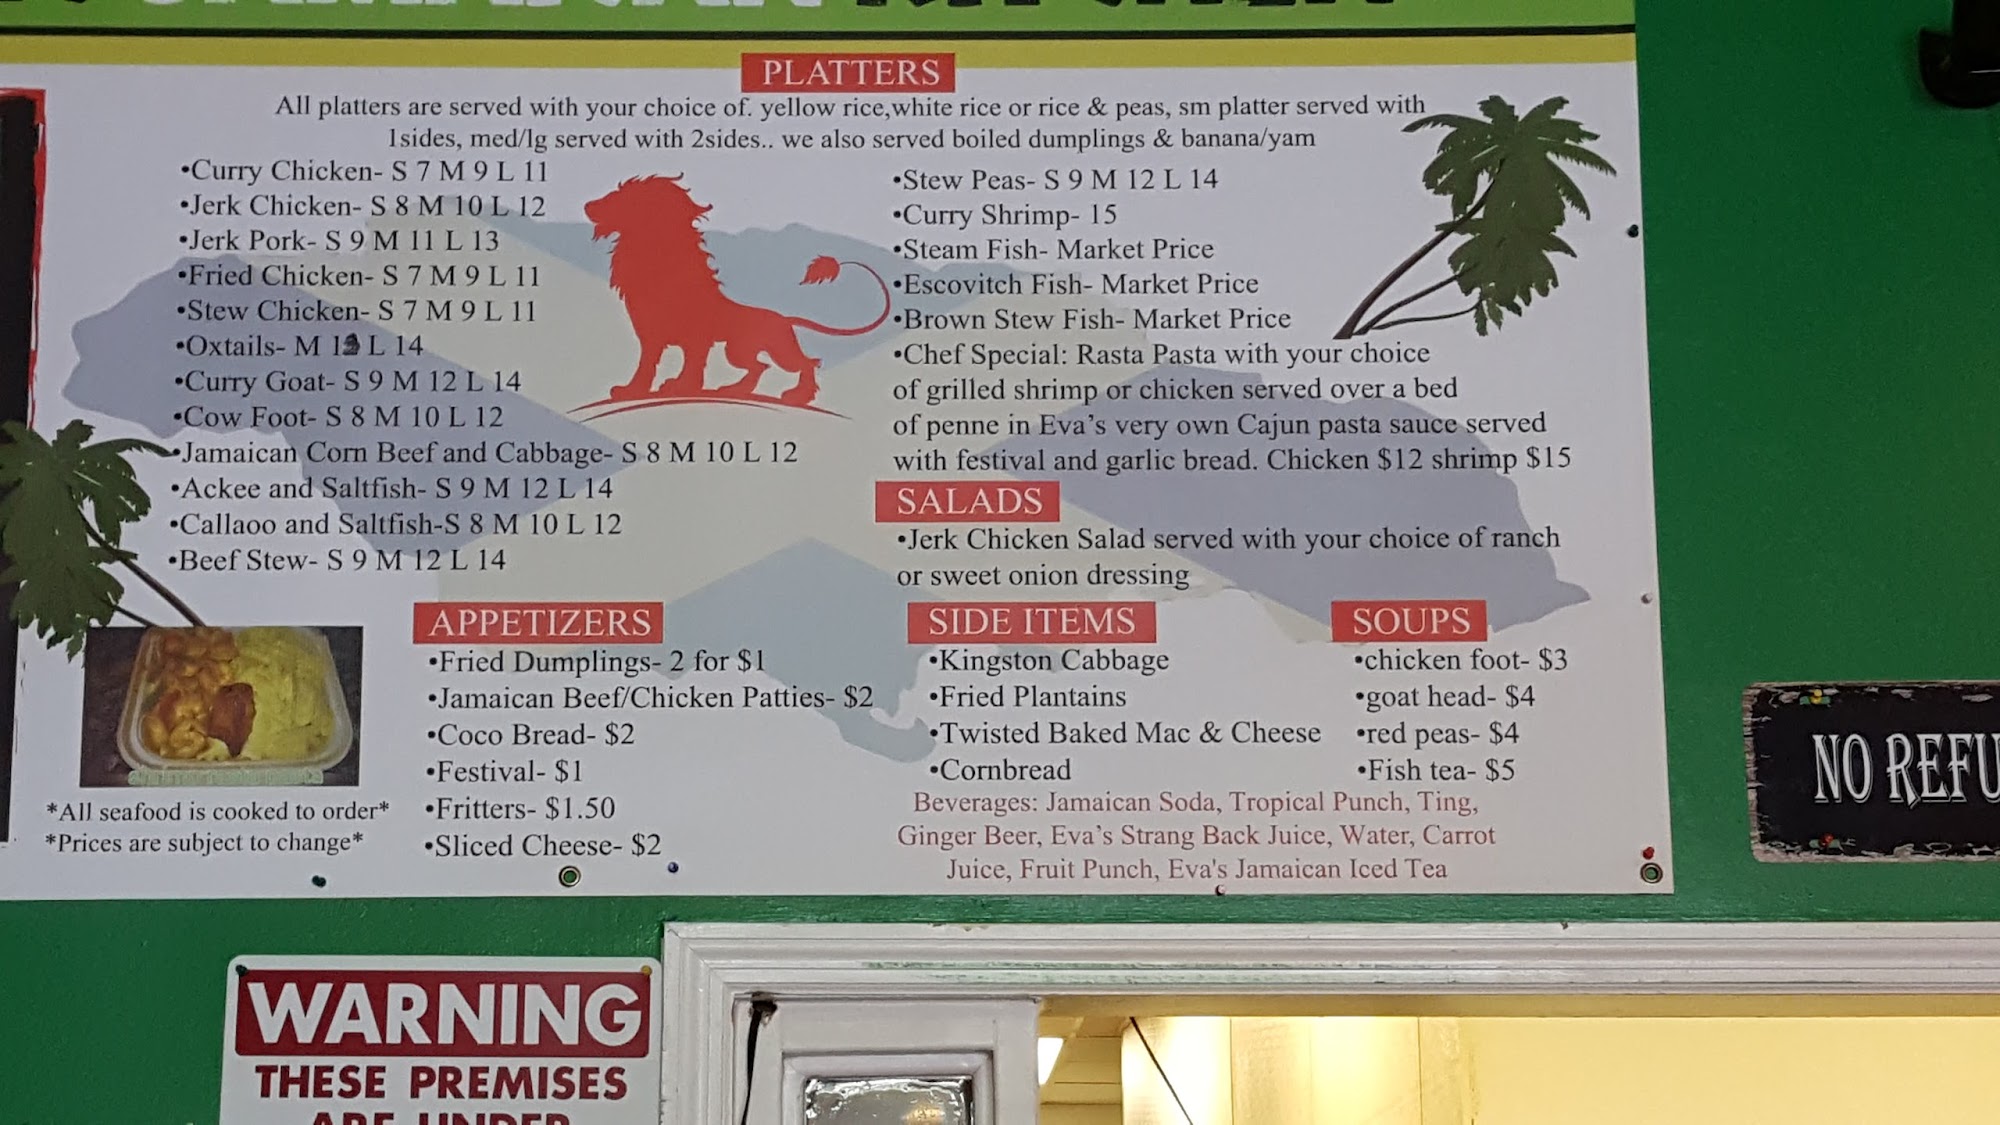 JAMAICAN KITCHEN
PLATTERS
All platters are served with your choice of. yellow rice,white rice or rice & peas, sm platter served with
1sides, med/lg served with 2sides.. we also served boiled dumplings & banana/yam
•Curry Chicken- S 7 M 9 L 11
•Jerk Chicken- S 8 M 10 L 12
•Jerk Pork- S 9 M 11 L 13
•Fried Chicken- S 7 M 9 L 11
•Stew Chicken- S 7 M 9 L 11
•Oxtails- M L 14
•Curry Goat- S 9 M 12 L 14
•Cow Foot- S 8 M 10 L 12
•Jamaican Corn Beef and Cabbage- S 8 M 10 L 12
•Ackee and Saltfish- S 9 M 12 L 14
•Callaoo and Saltfish-S 8 M 10 L 12
•Beef Stew- S 9 M 12 L 14
•Stew Peas- S 9 M 12 L 14
•Curry Shrimp- 15
•Steam Fish- Market Price
•Escovitch Fish- Market Price
•Brown Stew Fish- Market Price
•Chef Special: Rasta Pasta with your choice
of grilled shrimp or chicken served over a bed
of penne in Eva's very own Cajun pasta sauce served
with festival and garlic bread. Chicken $12 shrimp $15
SALADS
•Jerk Chicken Salad served with your choice of ranch
or sweet onion dressing
APPETIZERS
•Fried Dumplings- 2 for $1
•Jamaican Beef/Chicken Patties- $2
•Coco Bread- $2
•Festival- $1
•Fritters- $1.50
•Sliced Cheese- $2
SIDE ITEMS
•Kingston Cabbage
•Fried Plantains
•Twisted Baked Mac & Cheese
•Cornbread
SOUPS
•chicken foot- $3
•goat head- $4
•red peas- $4
•Fish tea- $5
Beverages: Jamaican Soda, Tropical Punch, Ting,
Ginger Beer, Eva's Strang Back Juice, Water, Carrot
Juice, Fruit Punch, Eva's Jamaican Iced Tea
*All seafood is cooked to order*
*Prices are subject to change*
NO REFU
WARNING
THESE PREMISES
ARE UNDER